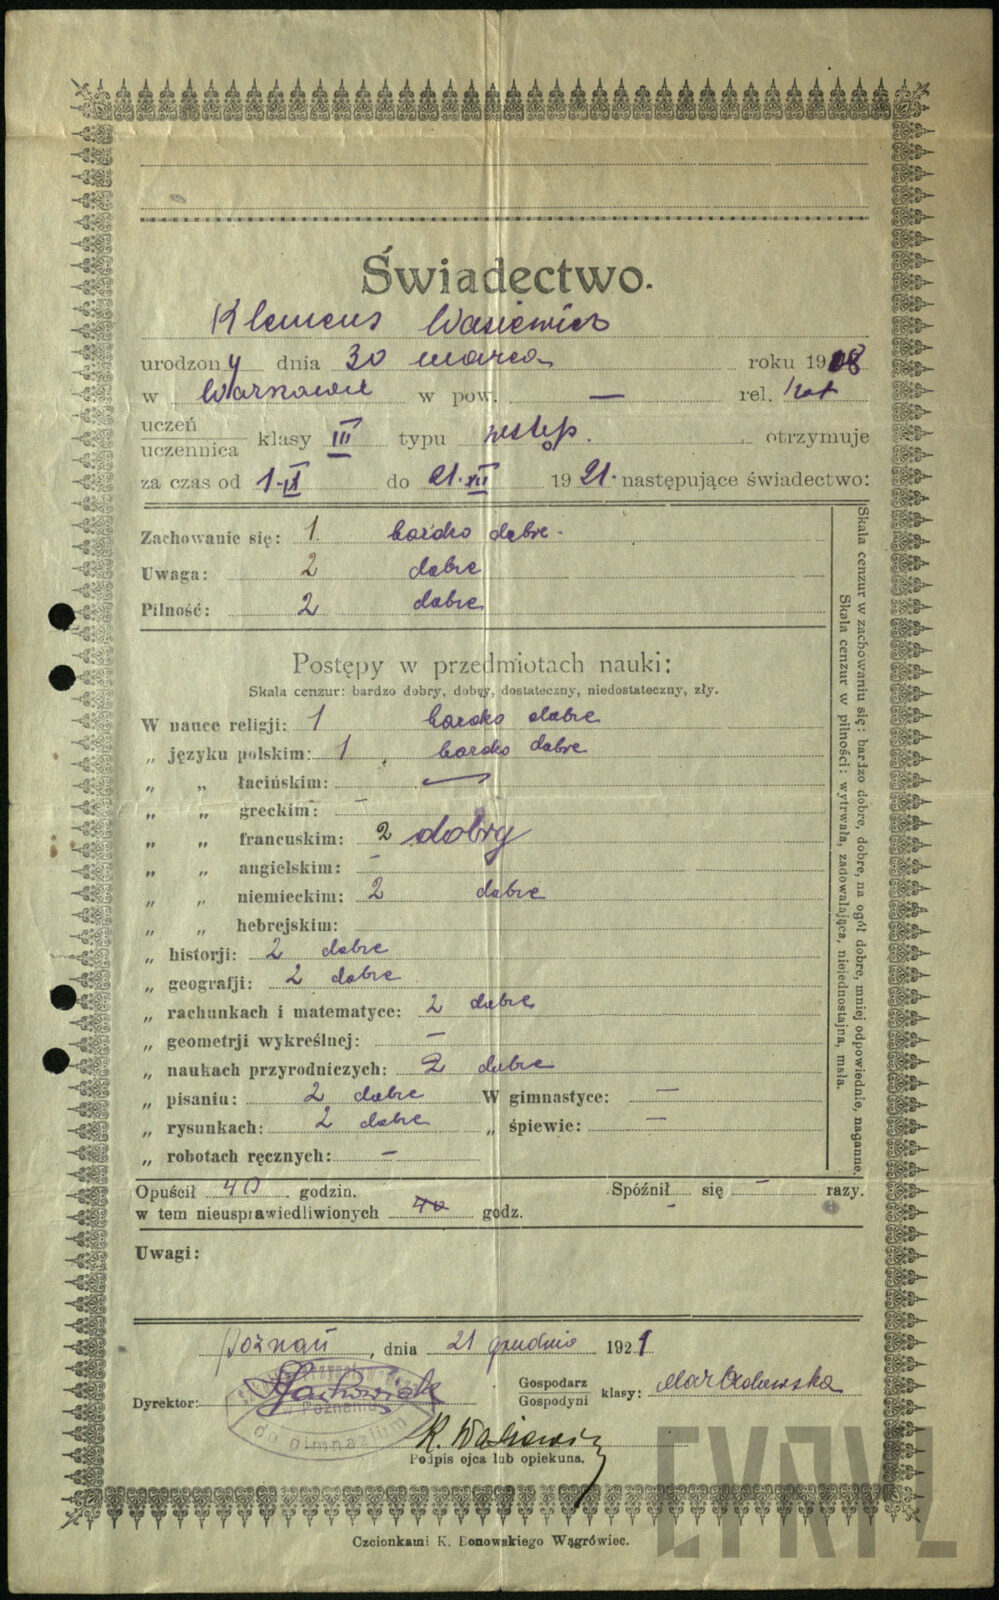 Świadectwo.
Klemens Wasiewicz
urodzony dnia 30 marca roku 1908
w Warszawie w pow. — rel. kat
uczeń
uczennica klasy III typu wstęp. otrzymuje
za czas od 1-IX do 21.XII 1921. następujące świadectwo:
Zachowanie się: 1 bardzo dobre.
Uwaga: 2 dobre
Pilność: 2 dobre
Postępy w przedmiotach nauki:
Skala cenzur: bardzo dobry, dobry, dostateczny, niedostateczny, zły.
W nauce religji: 1 bardzo dobre
„ języku polskim: 1 bardzo dobre
„ „ łacińskim: —
„ „ greckim: —
„ „ francuskim: 2 dobry
„ „ angielskim: —
„ „ niemieckim: 2 dobre
„ „ hebrejskim:
„ historji: 2 dobre
„ geografji: 2 dobre
„ rachunkach i matematyce: 2 dobre
„ geometrji wykreślnej: —
„ naukach przyrodniczych: 2 dobre
„ pisaniu: 2 dobre W gimnastyce: —
„ rysunkach: 2 dobre „ śpiewie: —
„ robotach ręcznych: —
Skala cenzur w zachowaniu się: bardzo dobre, dobre, na ogół dobre, mniej odpowiednie, naganne.
Skala cenzur w pilności: wytrwała, zadowalająca, niejednostajna, mała.
Opuścił 40 godzin. Spóźnił się — razy.
w tem nieusprawiedliwionych godz. —
Uwagi:
Poznań, dnia 21 grudnia 1921
Dyrektor: Gospodarz
Gospodyni klasy:
w Poznaniu
do gimnazjum
K. Wasiewicz
Podpis ojca lub opiekuna.
Czcionkami K. Bonowskiego Wągrówiec.
CYRYL